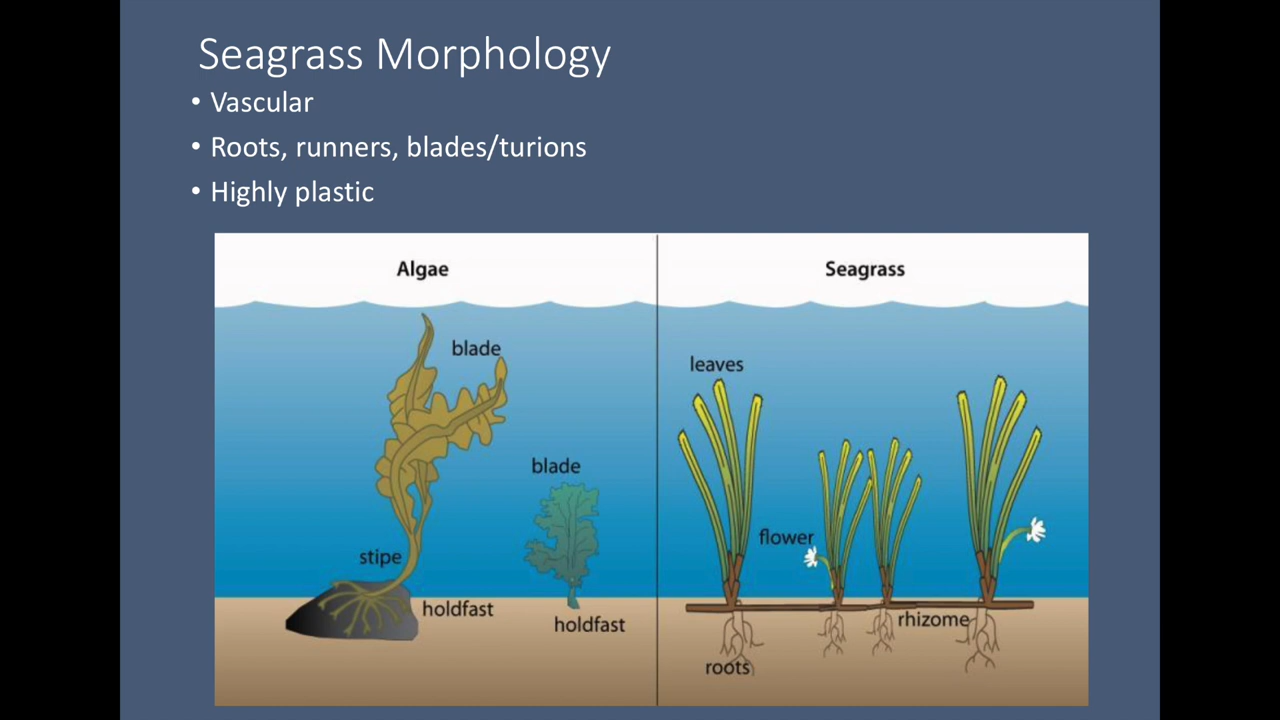 Seagrass Morphology
• Vascular
• Roots, runners, blades/turions
• Highly plastic
Algae
blade
blade
stipe
holdfast
holdfast
Seagrass
leaves
flower
rhizome
roots